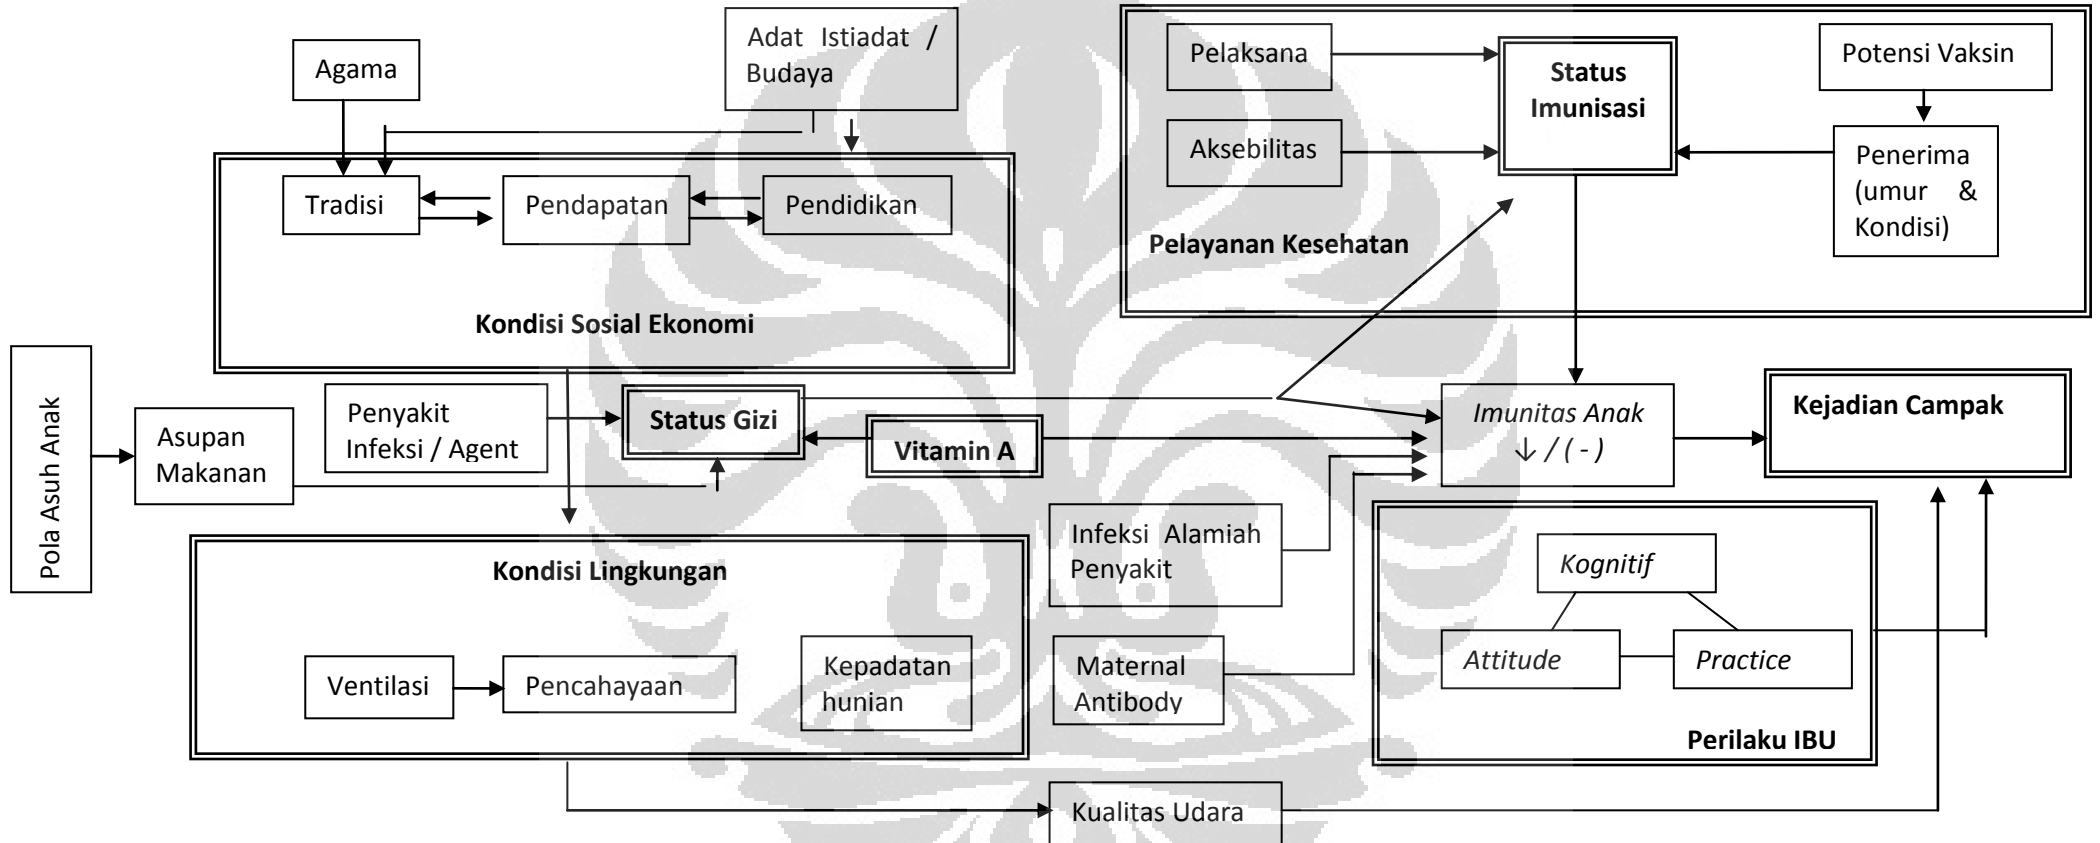 Agama
Adat Istiadat /
Budaya
Tradisi
Pendapatan
Pendidikan
Kondisi Sosial Ekonomi
Pelaksana
Aksebilitas
Status
Imunisasi
Potensi Vaksin
Penerima
(umur &
Kondisi)
Pelayanan Kesehatan
Pola Asuh Anak
Asupan
Makanan
Penyakit
Infeksi / Agent
Status Gizi
Vitamin A
Imunitas Anak
↓ / ( - )
Kejadian Campak
Kondisi Lingkungan
Ventilasi
Pencahayaan
Kepadatan
hunian
Infeksi Alamiah
Penyakit
Maternal
Antibody
Kualitas Udara
Kognitif
Attitude
Practice
Perilaku IBU